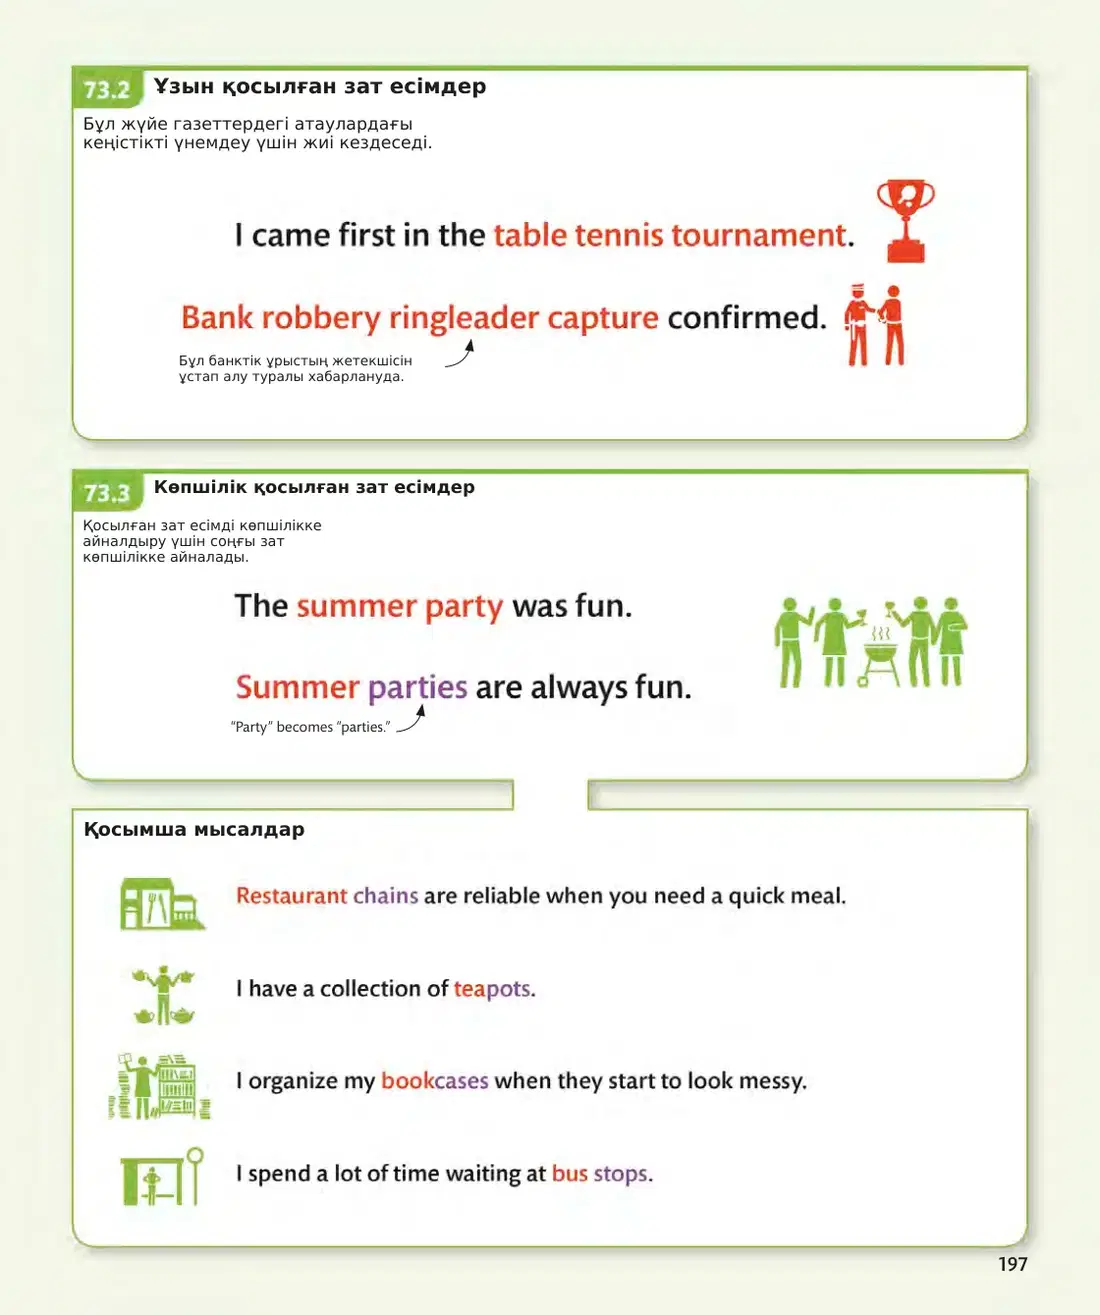 73.2 Ұзын қосылған зат есімдер
Бұл жүйе газеттердегі атаулардағы
кеңістікті үнемдеу үшін жиі кездеседі.
I came first in the table tennis tournament.
Bank robbery ringleader capture confirmed.
Бұл банктік ұрыстың жетекшісін
ұстап алу туралы хабарлануда.
73.3 Көпшілік қосылған зат есімдер
Қосылған зат есімді көпшілікке
айналдыру үшін соңғы зат
көпшілікке айналады.
The summer party was fun.
Summer parties are always fun.
“Party” becomes “parties.”
Қосымша мысалдар
Restaurant chains are reliable when you need a quick meal.
I have a collection of teapots.
I organize my bookcases when they start to look messy.
I spend a lot of time waiting at bus stops.
197